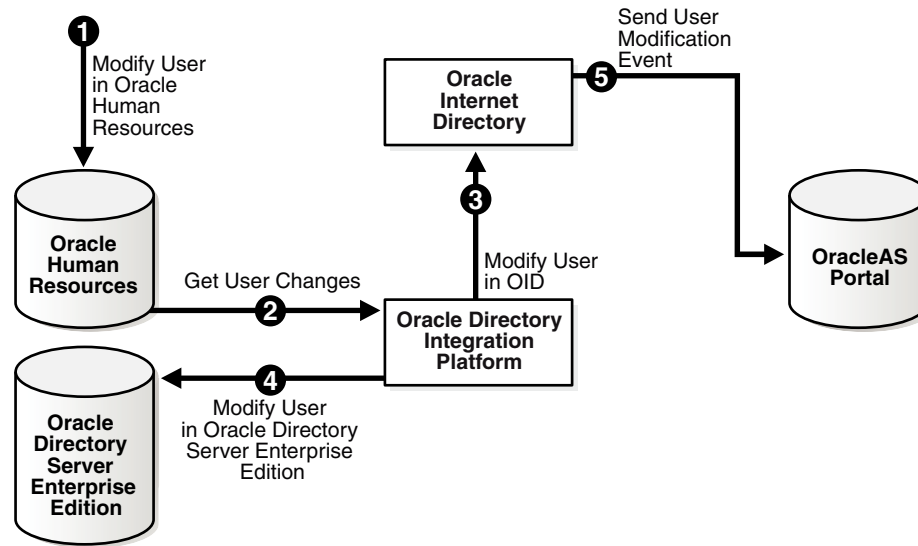 1
Modify User
in Oracle
Human
Resources
Oracle
Human
Resources
Get User Changes
2
Oracle Directory
Integration
Platform
3
Modify User
in OID
Oracle
Internet
Directory
4
Modify User
in Oracle Directory
Server Enterprise
Edition
Oracle
Directory
Server
Enterprise
Edition
Send User
Modification
Event
5
OracleAS
Portal